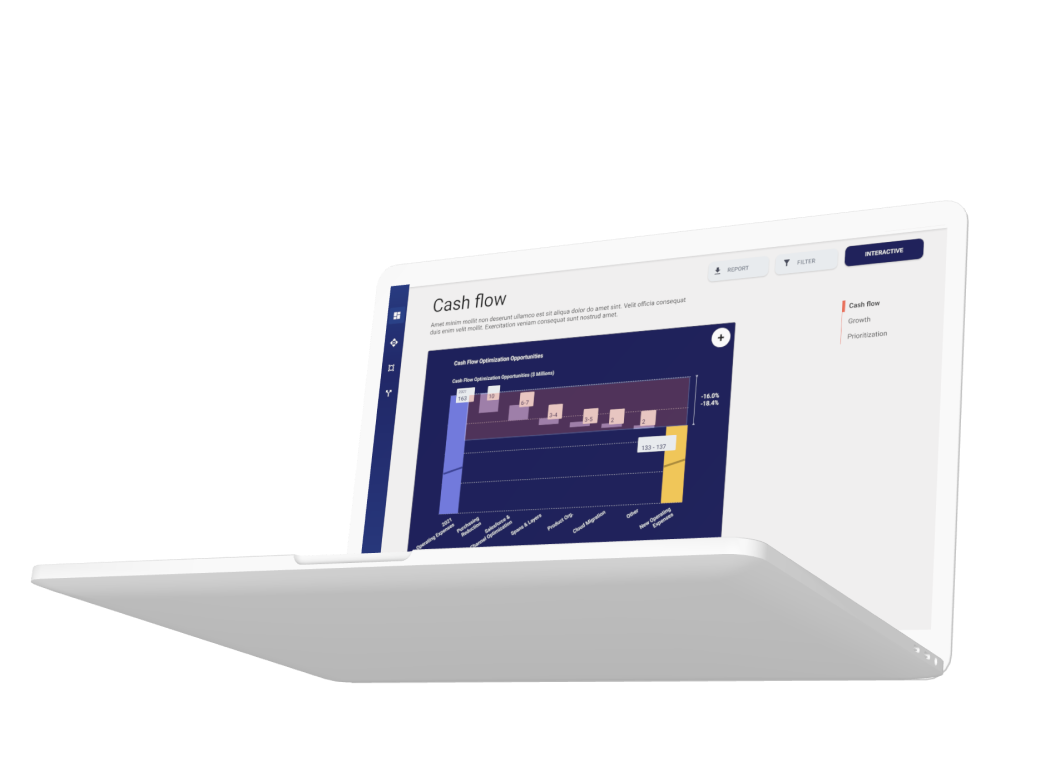 REPORT
FILTER
INTERACTIVE
Cash flow
Amet minim mollit non deserunt ullamco est sit aliqua dolor do amet sint. Velit officia consequat
duis enim velit mollit. Exercitation veniam consequat sunt nostrud amet.
Cash flow
Growth
Prioritization
Cash Flow Optimization Opportunities
Cash Flow Optimization Opportunities ($ Millions)
163
10
6-7
3-4
3-5
2
2
133 - 137
-16.0%
-18.4%
2021
Operating Expenses
Purchasing
Reduction
Salesforce &
Channel Optimization
Spans & Layers
Product Org.
Cloud Migration
Other
New Operating
Expenses